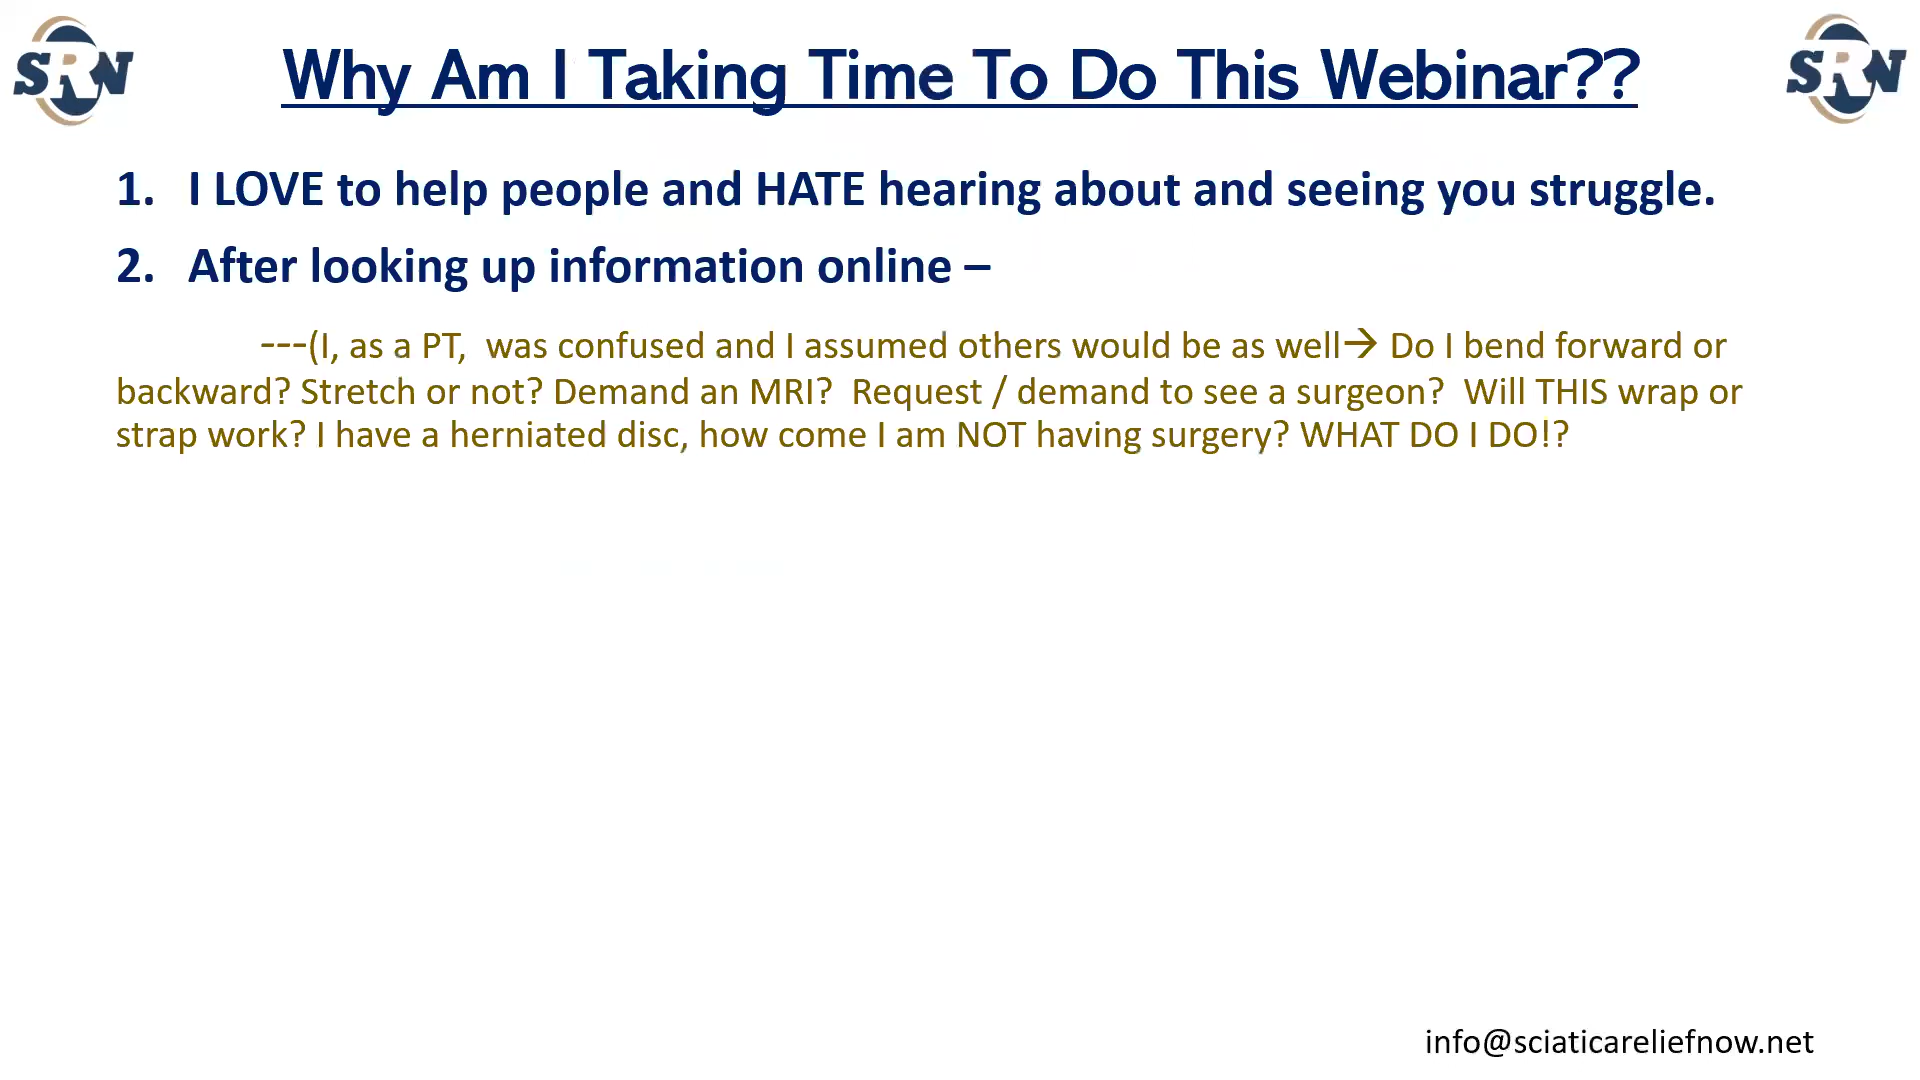 SRN
Why Am I Taking Time To Do This Webinar??
SRN
1. I LOVE to help people and HATE hearing about and seeing you struggle.
2. After looking up information online –
---(I, as a PT, was confused and I assumed others would be as well→ Do I bend forward or
backward? Stretch or not? Demand an MRI? Request / demand to see a surgeon? Will THIS wrap or
strap work? I have a herniated disc, how come I am NOT having surgery? WHAT DO I DO!?
info@sciaticareliefnow.net